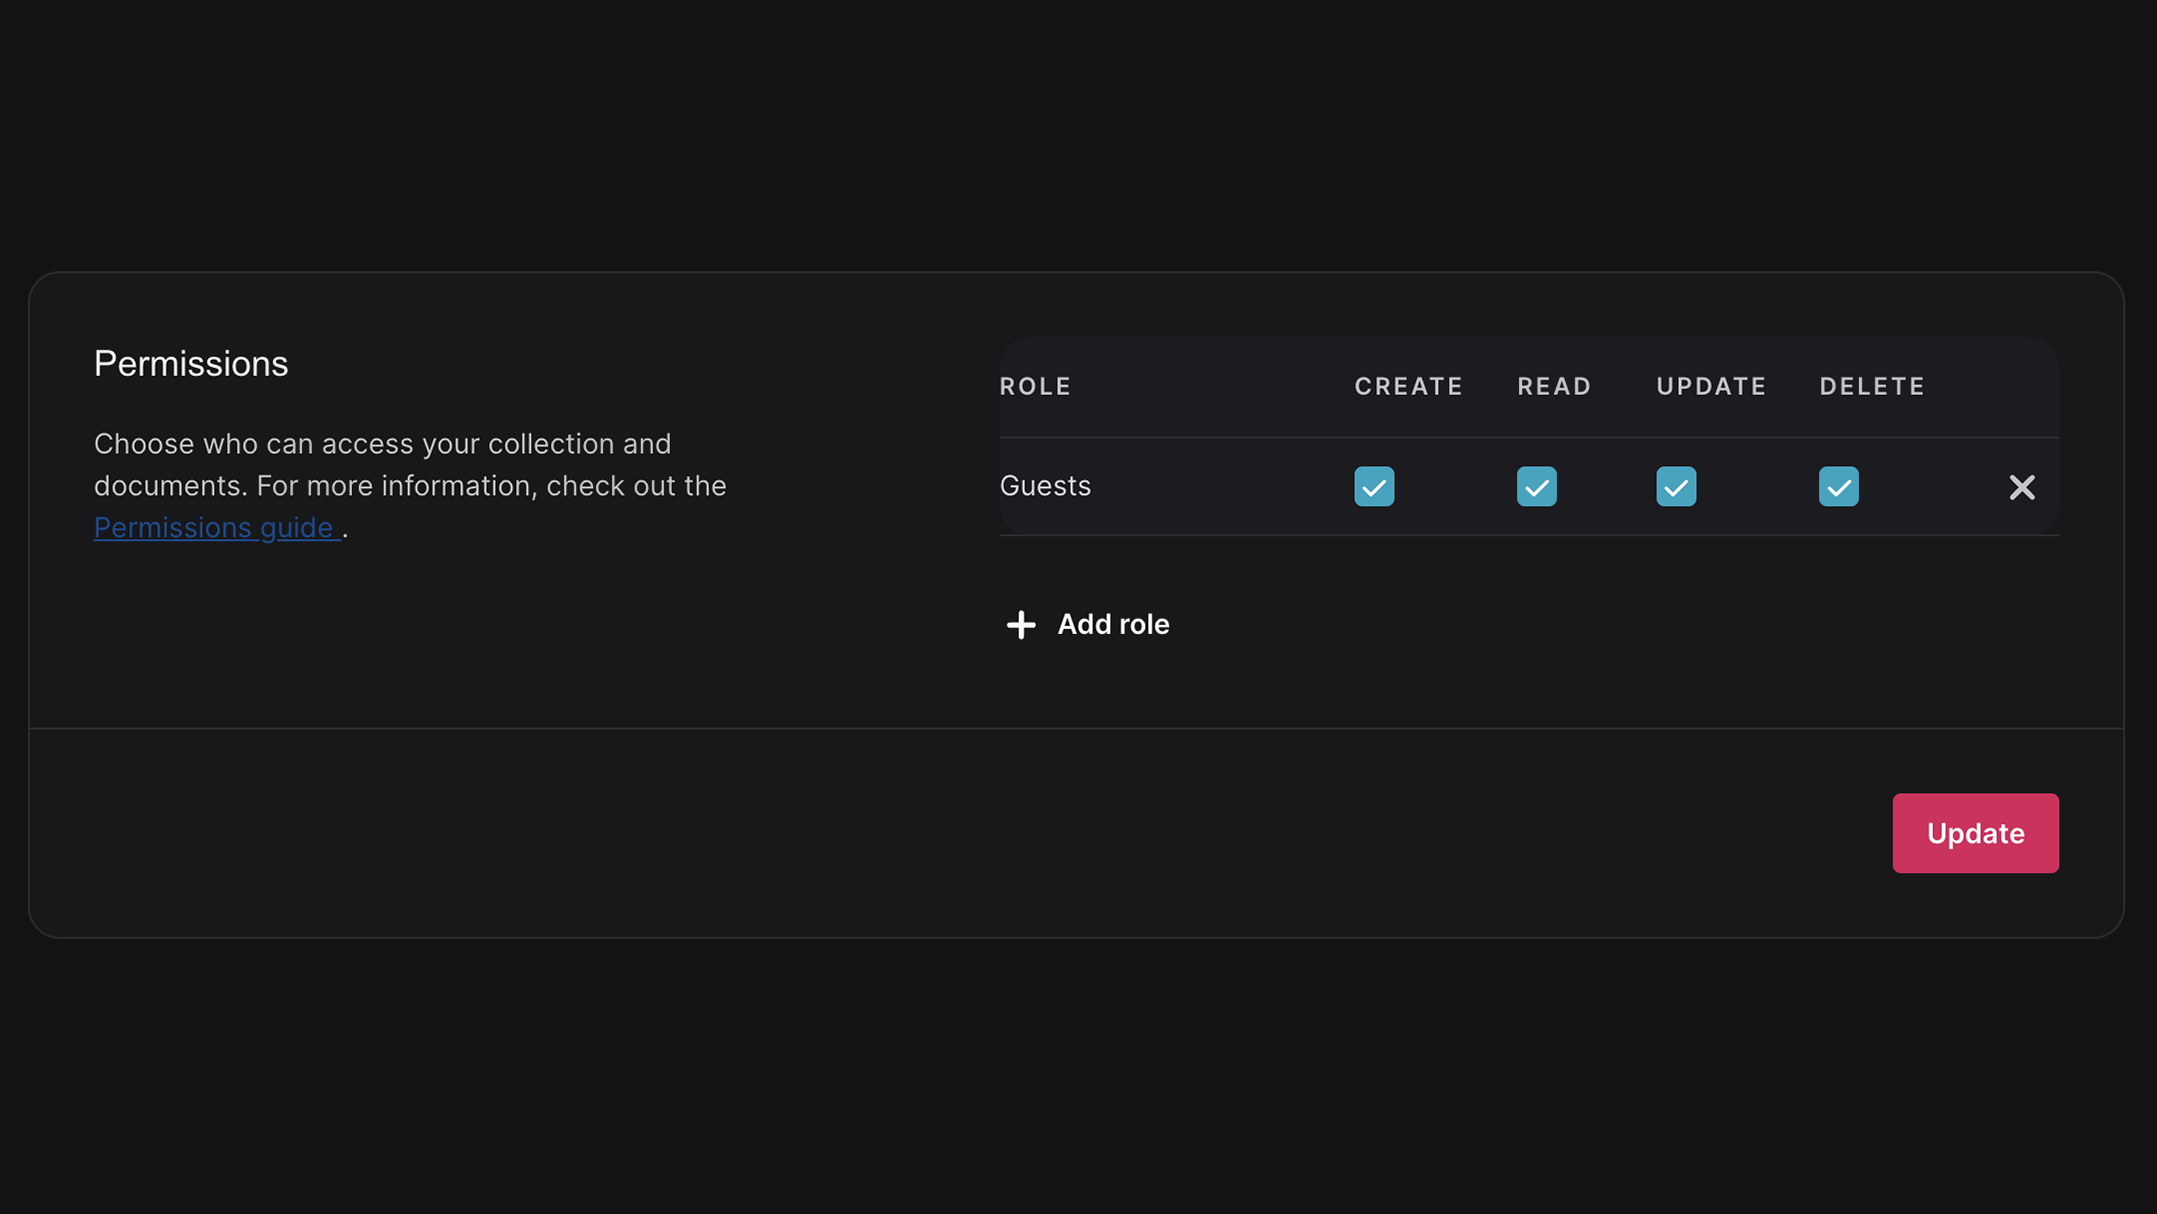 Permissions
Choose who can access your collection and
documents. For more information, check out the
Permissions guide .
ROLE CREATE READ UPDATE DELETE
Guests
Add role
Update